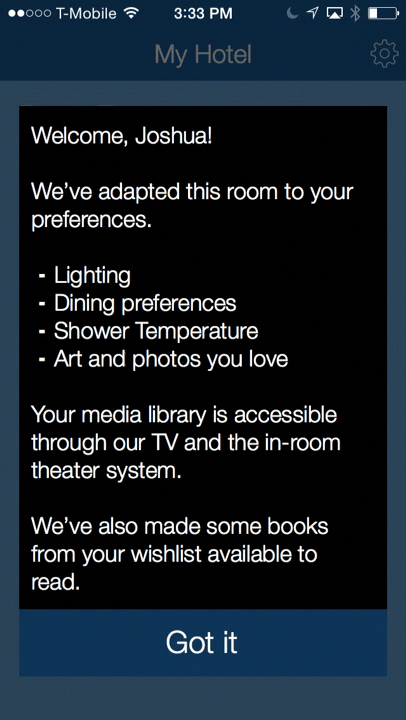 T-Mobile 3:33 PM
My Hotel
Welcome, Joshua!
We've adapted this room to your
preferences.
- Lighting
- Dining preferences
- Shower Temperature
- Art and photos you love
Your media library is accessible
through our TV and the in-room
theater system.
We've also made some books
from your wishlist available to
read.
Got it